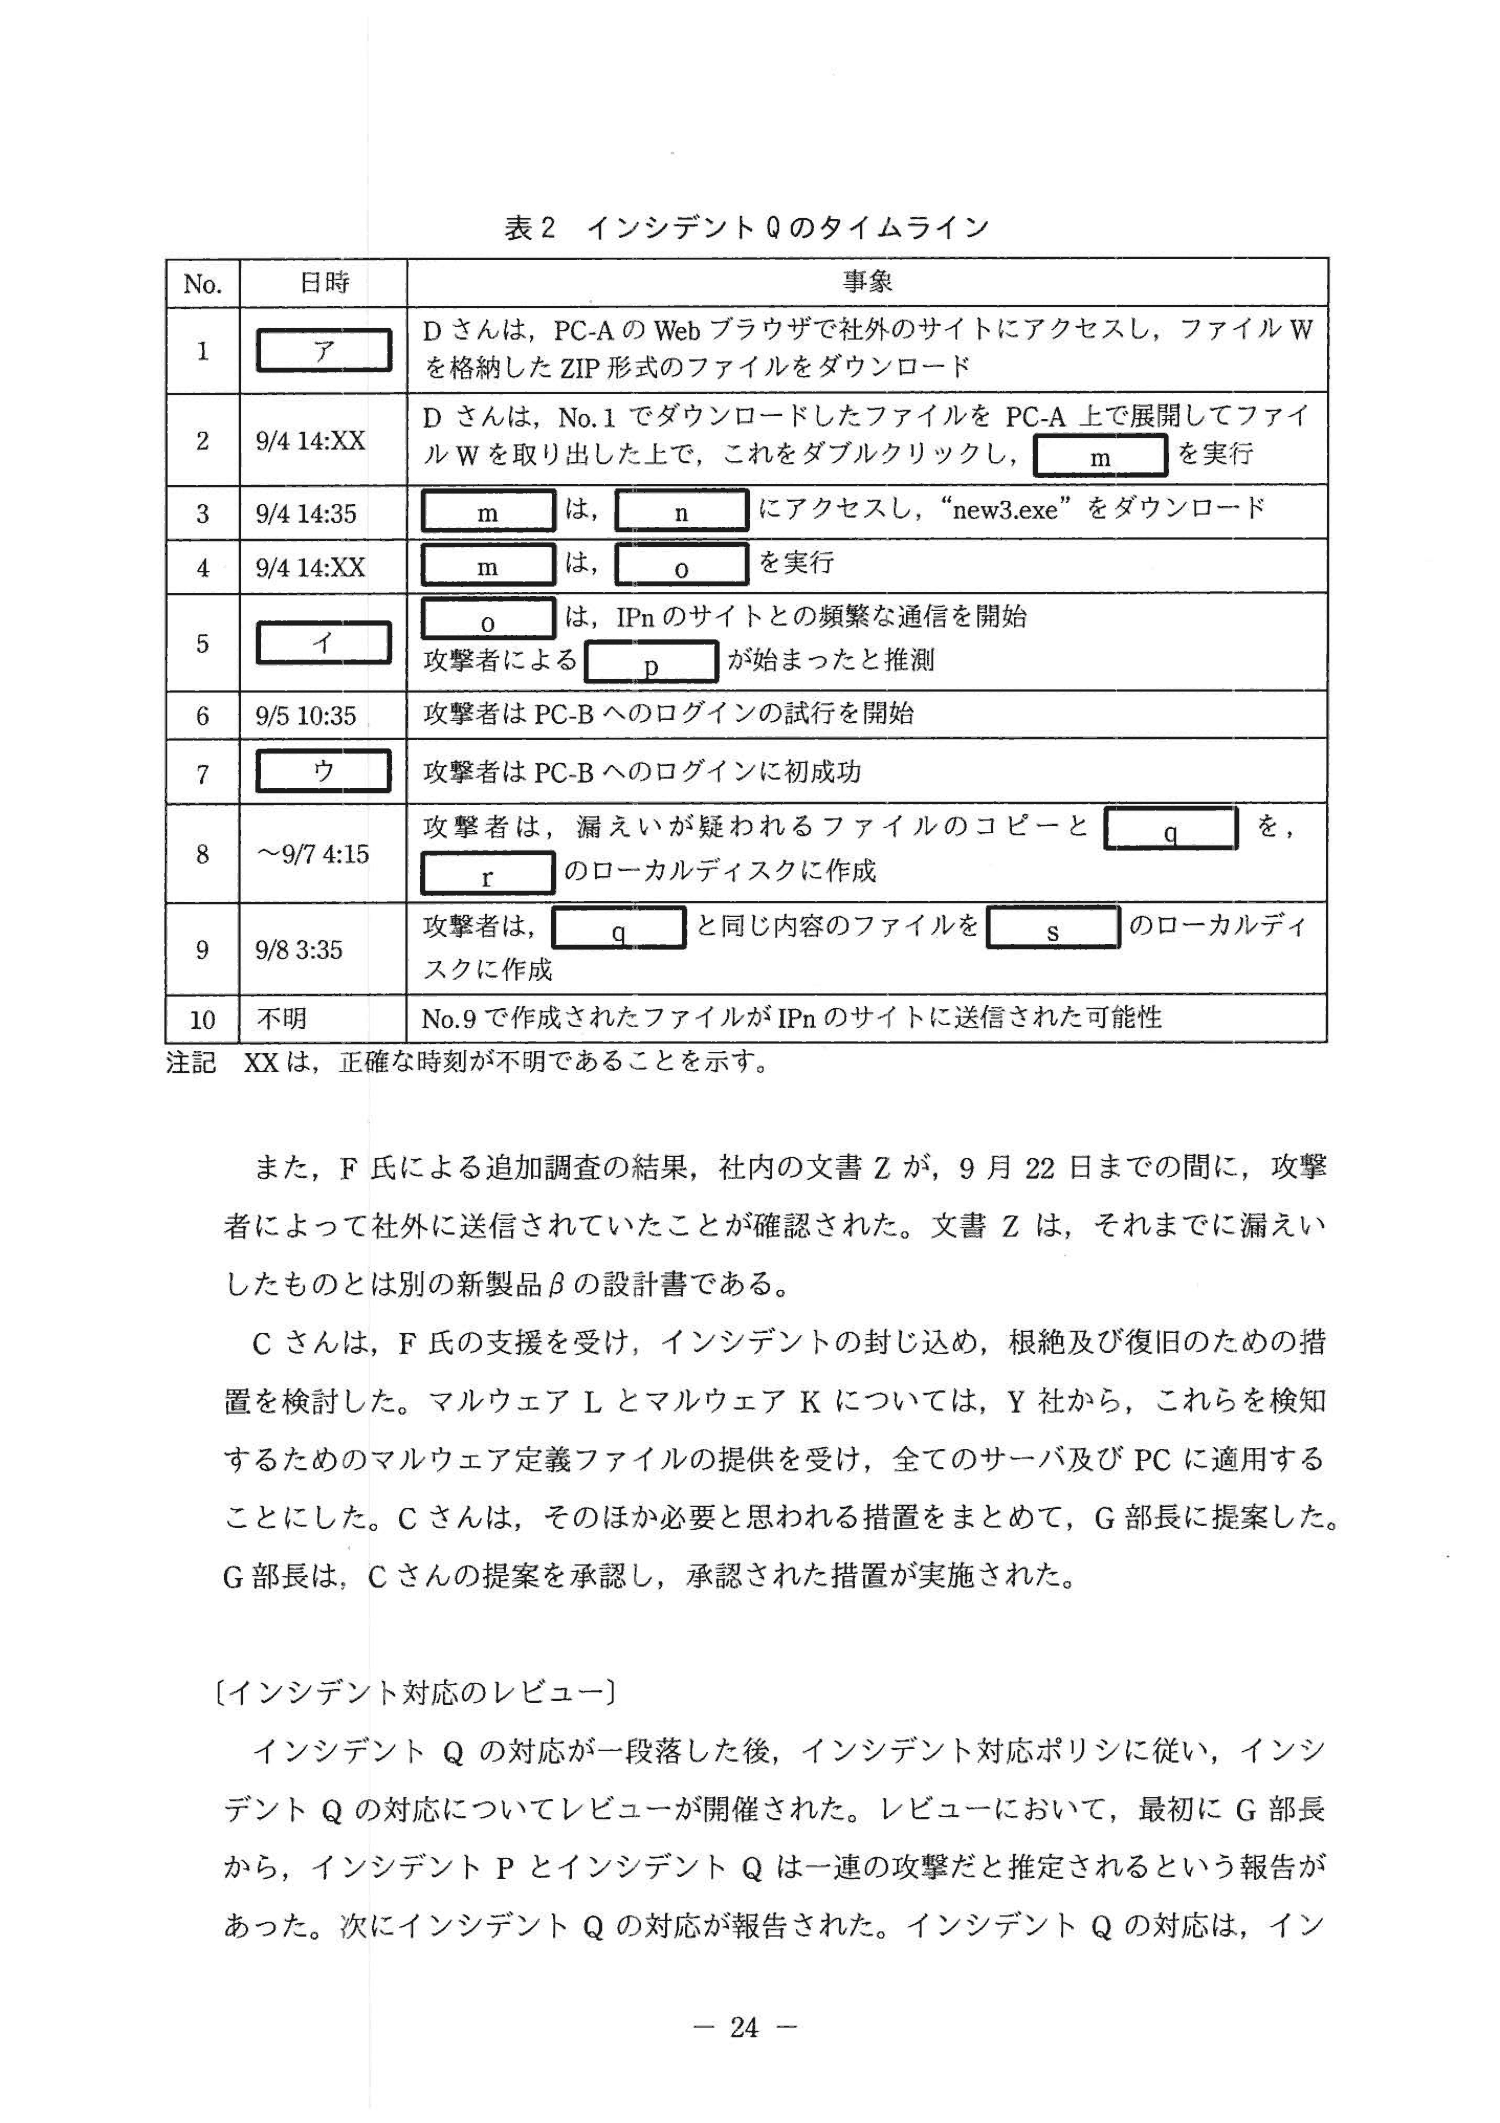 表2 インシデントQのタイムライン
No. 日時 事象
1 ア Dさんは，PC-AのWebブラウザで社外のサイトにアクセスし，ファイルW
を格納したZIP形式のファイルをダウンロード
2 9/4 14:XX Dさんは，No.1でダウンロードしたファイルをPC-A上で展開してファイ
ルWを取り出した上で，これをダブルクリックし， m を実行
3 9/4 14:35 m は， n にアクセスし，“new3.exe”をダウンロード
4 9/4 14:XX m は， o を実行
5 イ o は，IPnのサイトとの頻繁な通信を開始
攻撃者による p が始まったと推測
6 9/5 10:35 攻撃者はPC-Bへのログインの試行を開始
7 ウ 攻撃者はPC-Bへのログインに初成功
8 ～9/7 4:15 攻撃者は，漏えいが疑われるファイルのコピーと q を，
r のローカルディスクに作成
9 9/8 3:35 攻撃者は， q と同じ内容のファイルを s のローカルディ
スクに作成
10 不明 No.9で作成されたファイルがIPnのサイトに送信された可能性
注記 XXは，正確な時刻が不明であることを示す。
また，F氏による追加調査の結果，社内の文書Zが，9月22日までの間に，攻撃
者によって社外に送信されていたことが確認された。文書Zは，それまでに漏えい
したものとは別の新製品βの設計書である。
Cさんは，F氏の支援を受け，インシデントの封じ込め，根絶及び復旧のための措
置を検討した。マルウェアLとマルウェアKについては，Y社から，これらを検知
するためのマルウェア定義ファイルの提供を受け，全てのサーバ及びPCに適用する
ことにした。Cさんは，そのほか必要と思われる措置をまとめて，G部長に提案した。
G部長は，Cさんの提案を承認し，承認された措置が実施された。
〔インシデント対応のレビュー〕
インシデントQの対応が一段落した後，インシデント対応ポリシに従い，インシ
デントQの対応についてレビューが開催された。レビューにおいて，最初にG部長
から，インシデントPとインシデントQは一連の攻撃だと推定されるという報告が
あった。次にインシデントQの対応が報告された。インシデントQの対応は，イン
－ 24 －